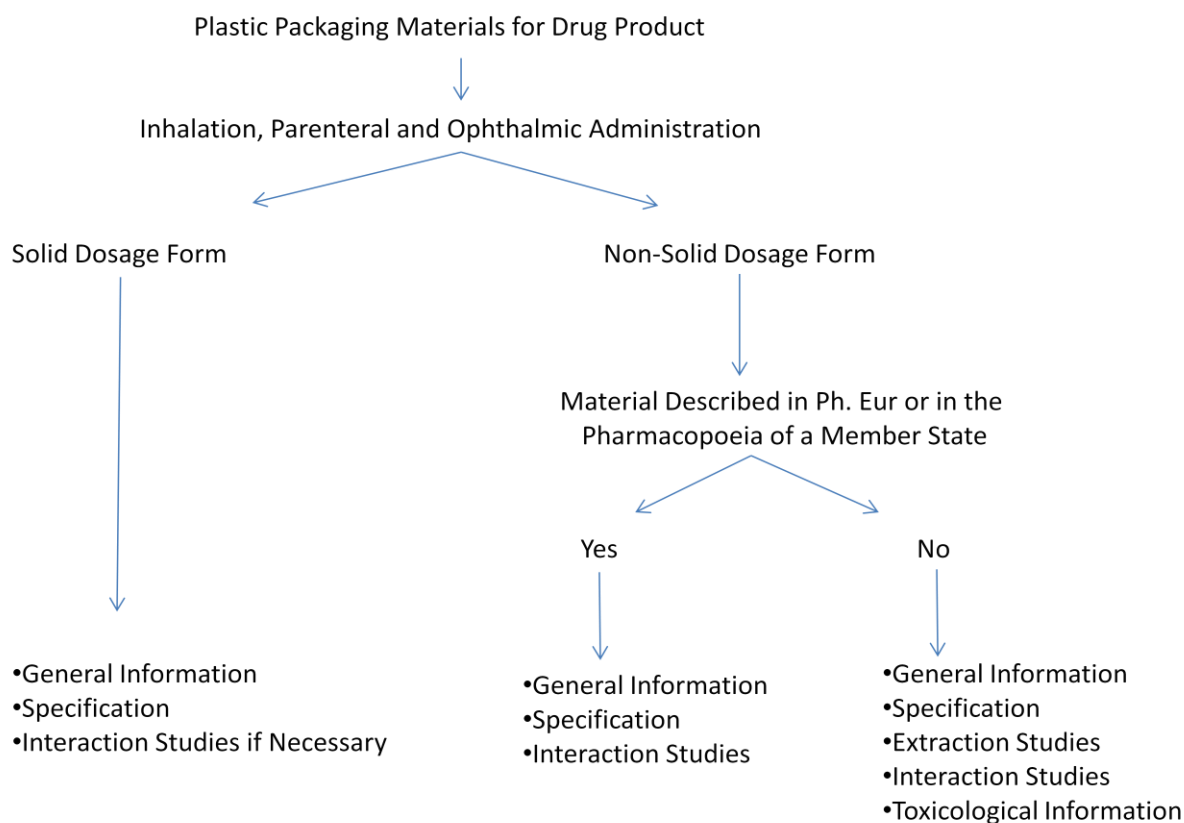 Plastic Packaging Materials for Drug Product
Inhalation, Parenteral and Ophthalmic Administration
Solid Dosage Form
Non-Solid Dosage Form
Material Described in Ph. Eur or in the
Pharmacopoeia of a Member State
Yes
No
•General Information
•Specification
•Interaction Studies if Necessary
•General Information
•Specification
•Interaction Studies
•General Information
•Specification
•Extraction Studies
•Interaction Studies
•Toxicological Information